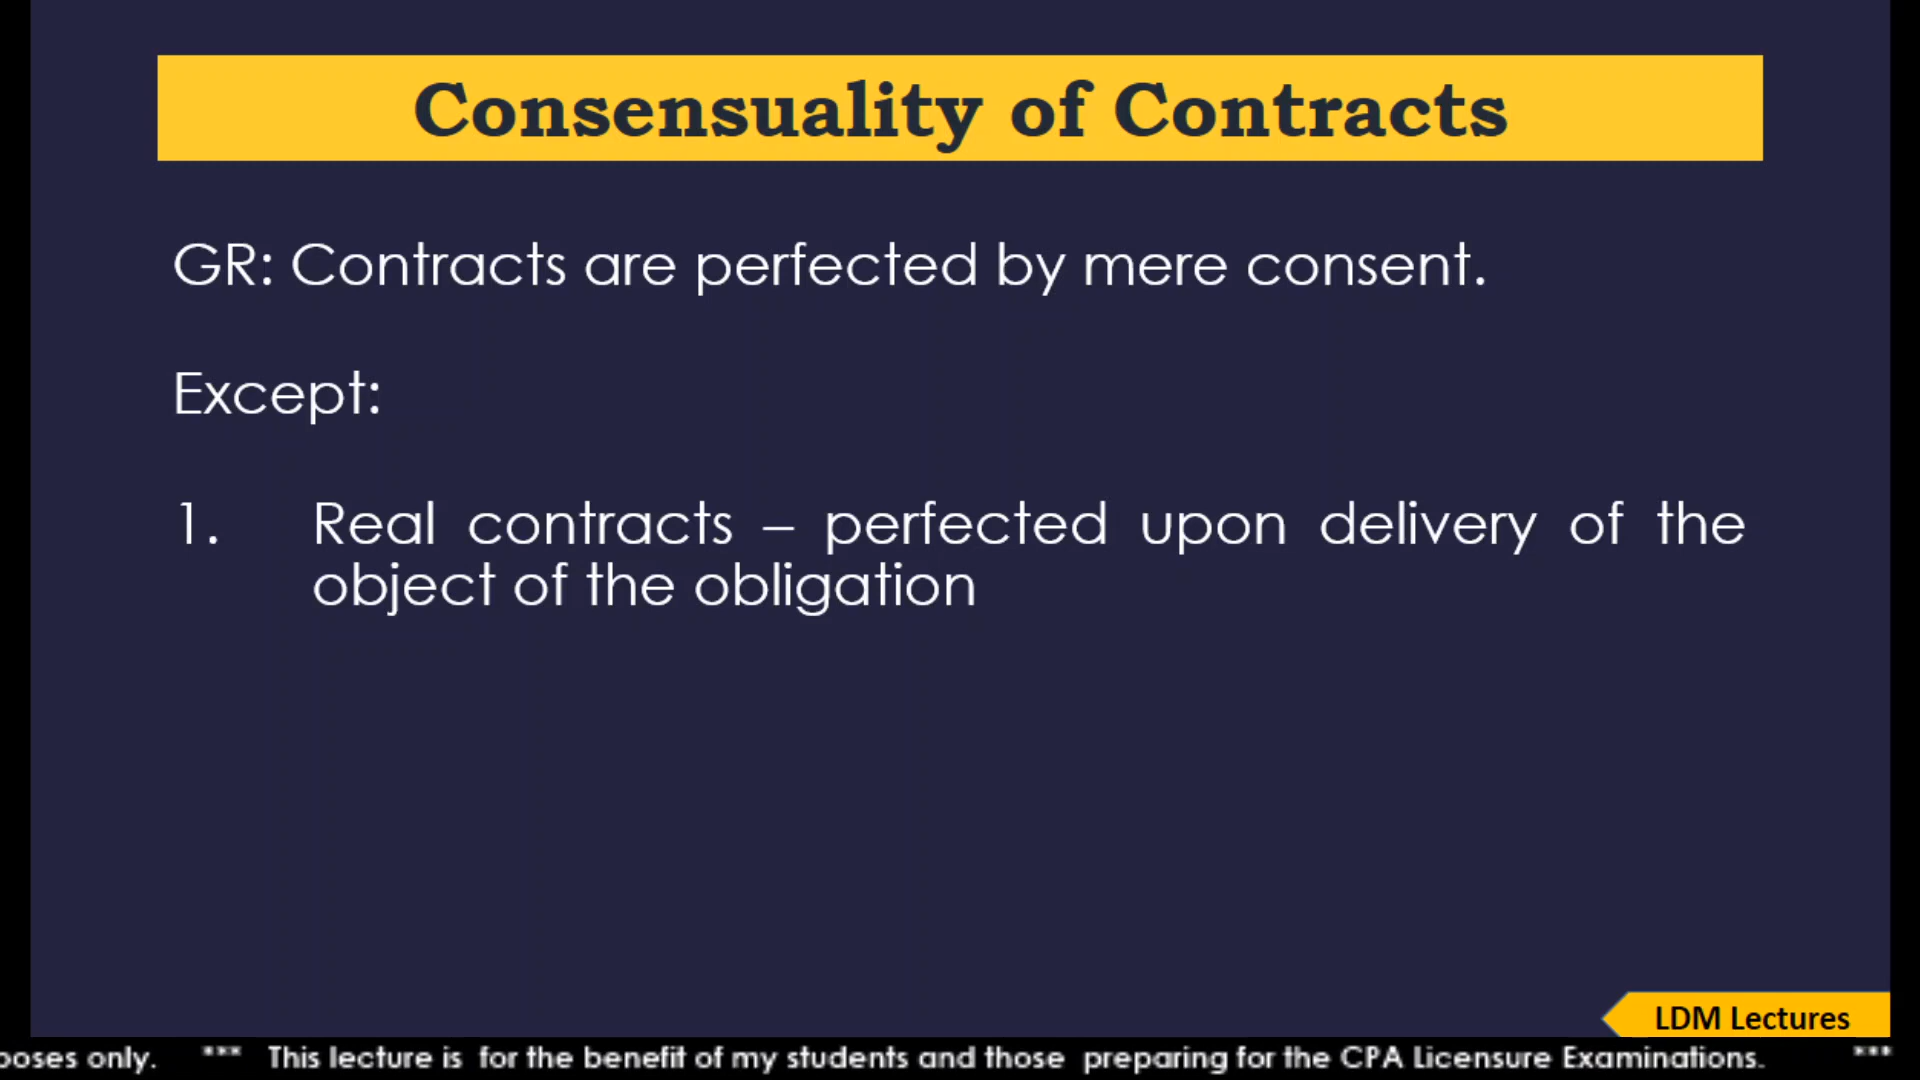 Consensuality of Contracts
GR: Contracts are perfected by mere consent.
Except:
1. Real contracts – perfected upon delivery of the
object of the obligation
LDM Lectures
only. *** This lecture is for the benefit of my students and those preparing for the CPA Licensure Examinations. ***